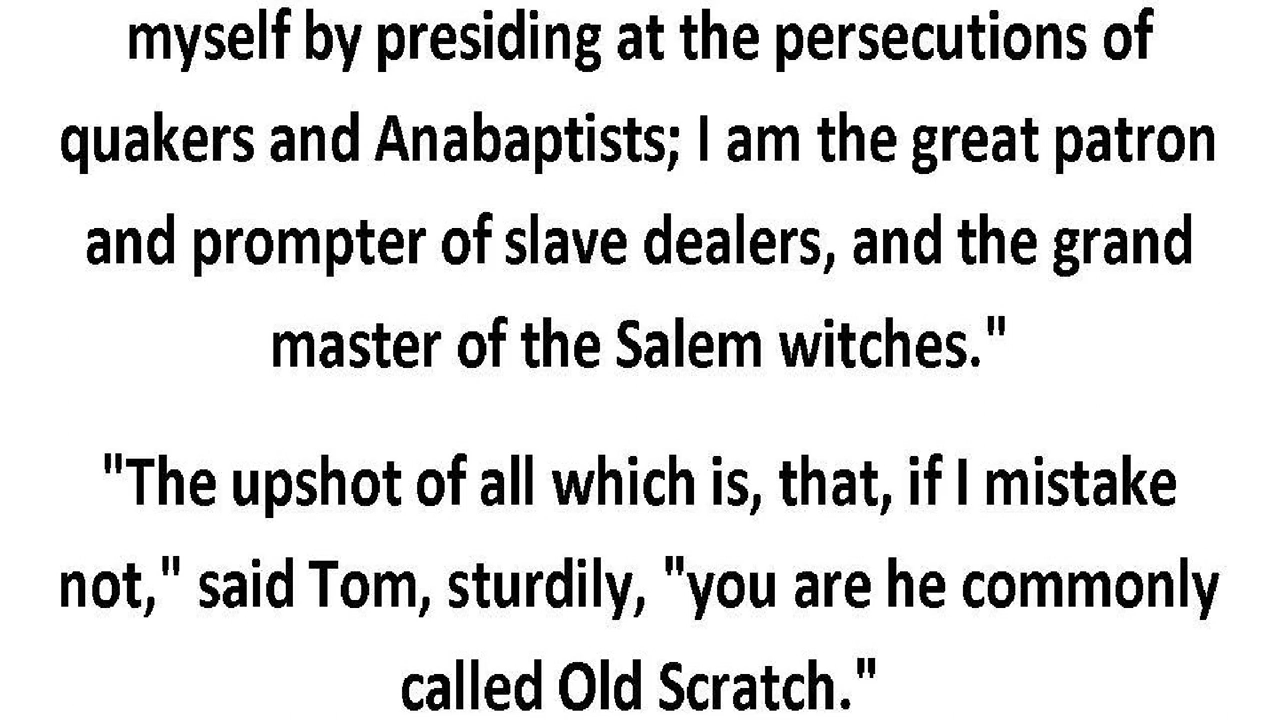 myself by presiding at the persecutions of
quakers and Anabaptists; I am the great patron
and prompter of slave dealers, and the grand
master of the Salem witches."
"The upshot of all which is, that, if I mistake
not," said Tom, sturdily, "you are he commonly
called Old Scratch."